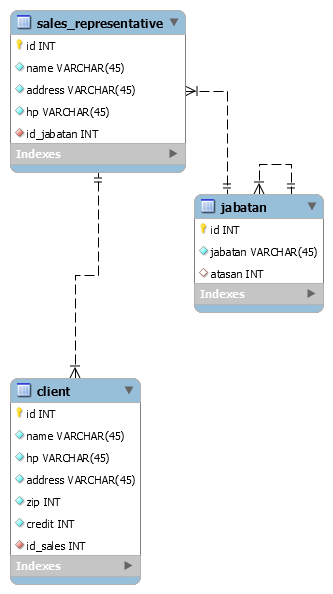 sales_representative
id INT
name VARCHAR(45)
address VARCHAR(45)
hp VARCHAR(45)
id_jabatan INT
Indexes
jabatan
id INT
jabatan VARCHAR(45)
atasan INT
Indexes
client
id INT
name VARCHAR(45)
hp VARCHAR(45)
address VARCHAR(45)
zip INT
credit INT
id_sales INT
Indexes